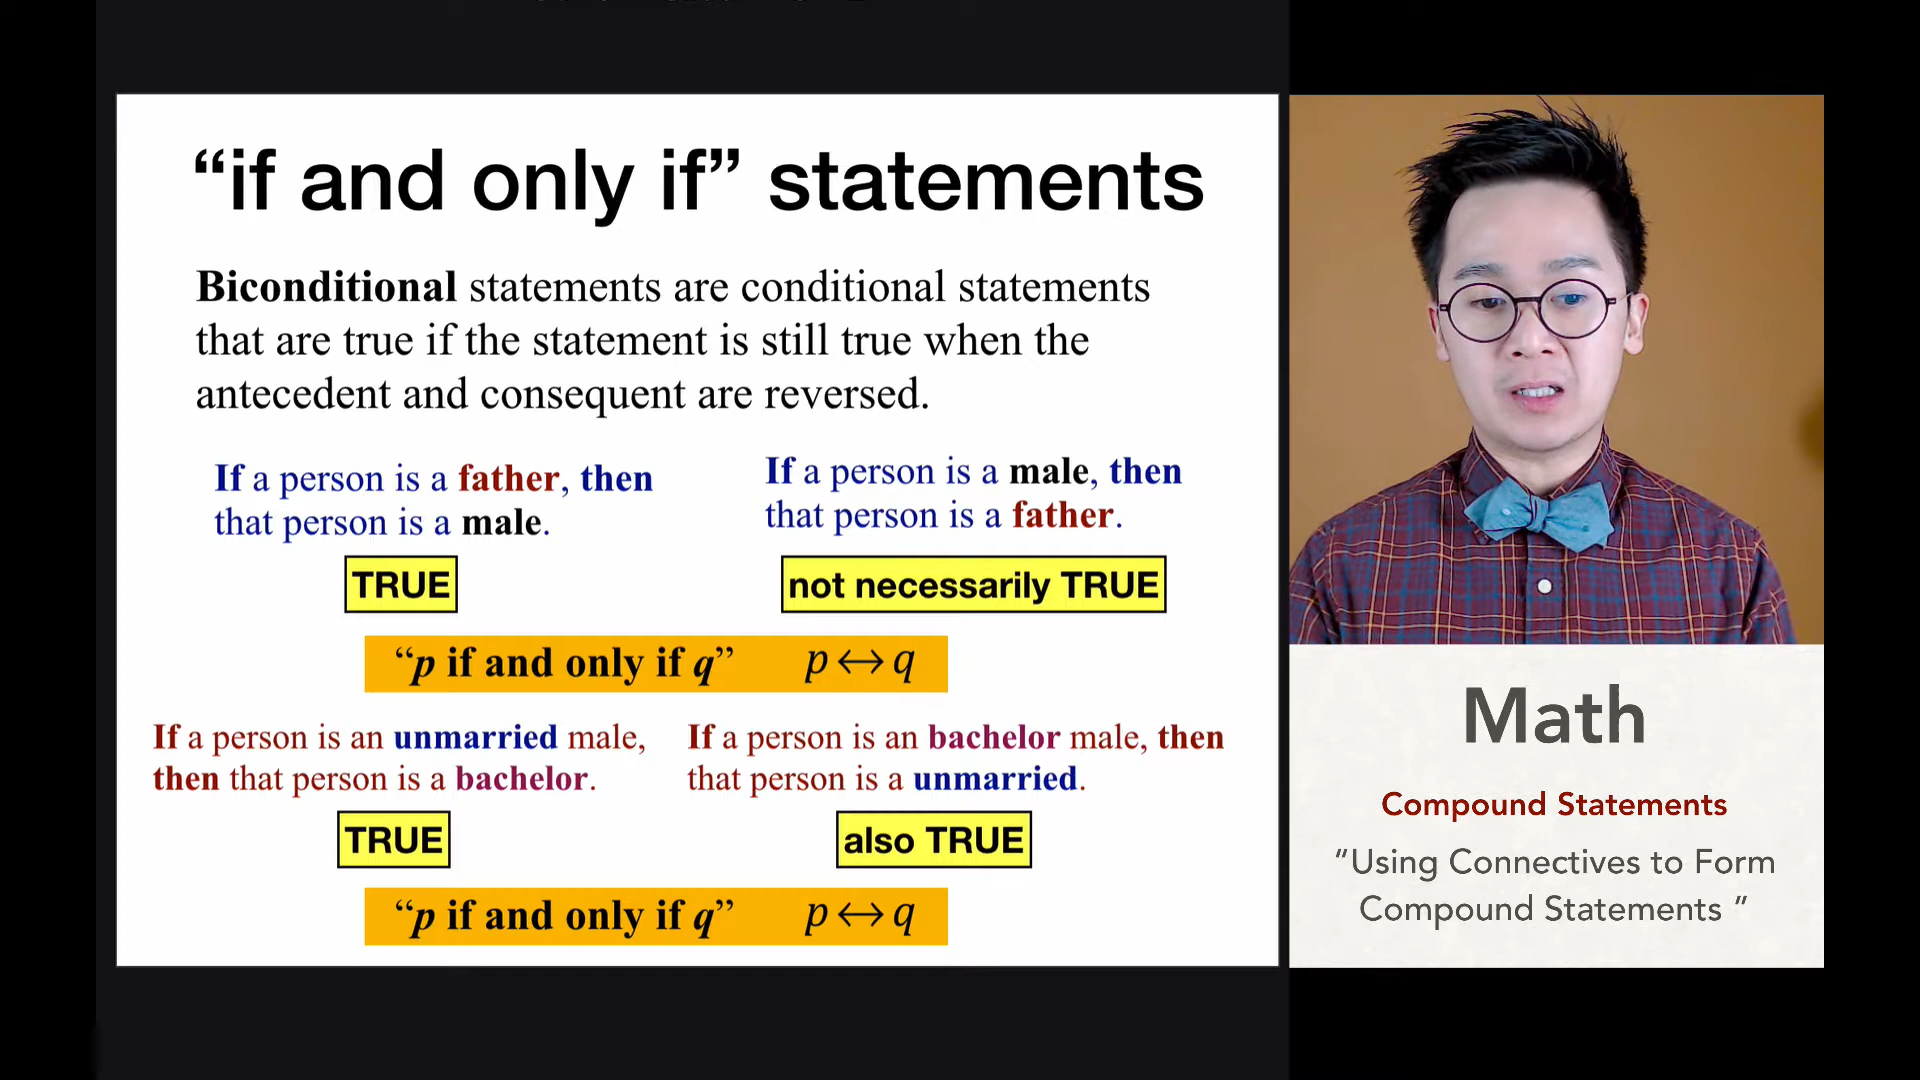 “if and only if” statements
Biconditional statements are conditional statements
that are true if the statement is still true when the
antecedent and consequent are reversed.
If a person is a father, then
that person is a male.
TRUE
If a person is a male, then
that person is a father.
not necessarily TRUE
“p if and only if q” p↔q
If a person is an unmarried male,
then that person is a bachelor.
TRUE
If a person is an bachelor male, then
that person is a unmarried.
also TRUE
“p if and only if q” p↔q
Math
Compound Statements
“Using Connectives to Form
Compound Statements ”